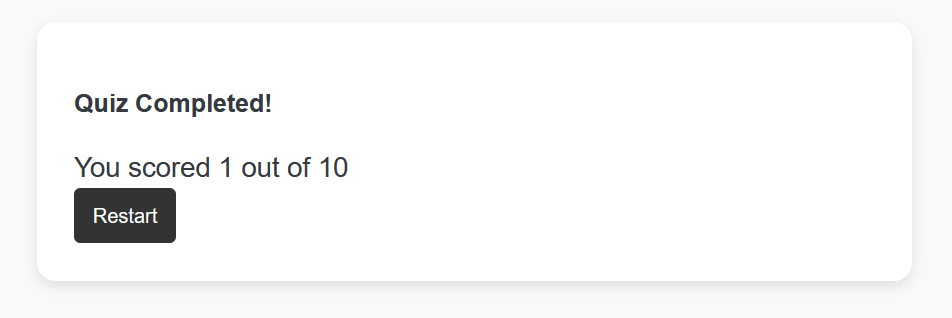 Quiz Completed!
You scored 1 out of 10
Restart